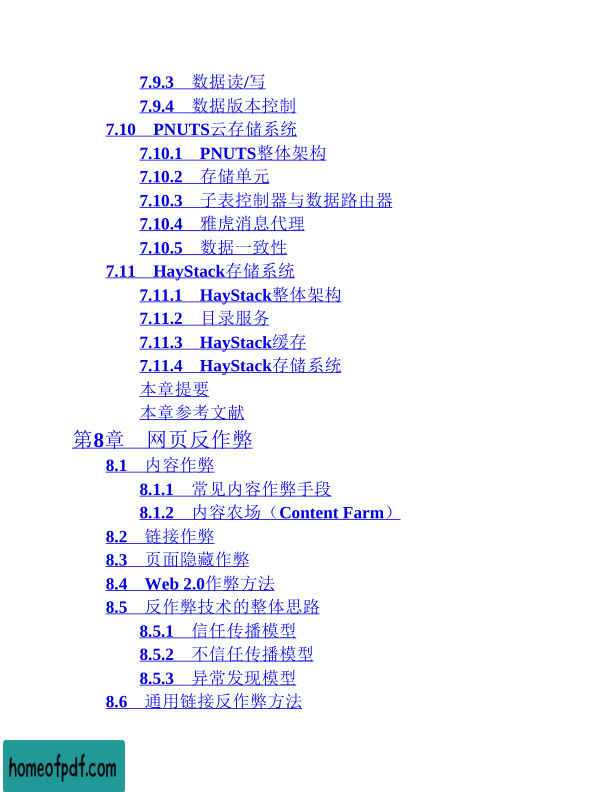 7.9.3 数据读/写
7.9.4 数据版本控制
7.10 PNUTS云存储系统
7.10.1 PNUTS整体架构
7.10.2 存储单元
7.10.3 子表控制器与数据路由器
7.10.4 雅虎消息代理
7.10.5 数据一致性
7.11 HayStack存储系统
7.11.1 HayStack整体架构
7.11.2 目录服务
7.11.3 HayStack缓存
7.11.4 HayStack存储系统
本章提要
本章参考文献
第8章 网页反作弊
8.1 内容作弊
8.1.1 常见内容作弊手段
8.1.2 内容农场（Content Farm）
8.2 链接作弊
8.3 页面隐藏作弊
8.4 Web 2.0作弊方法
8.5 反作弊技术的整体思路
8.5.1 信任传播模型
8.5.2 不信任传播模型
8.5.3 异常发现模型
8.6 通用链接反作弊方法
homeofpdf.com